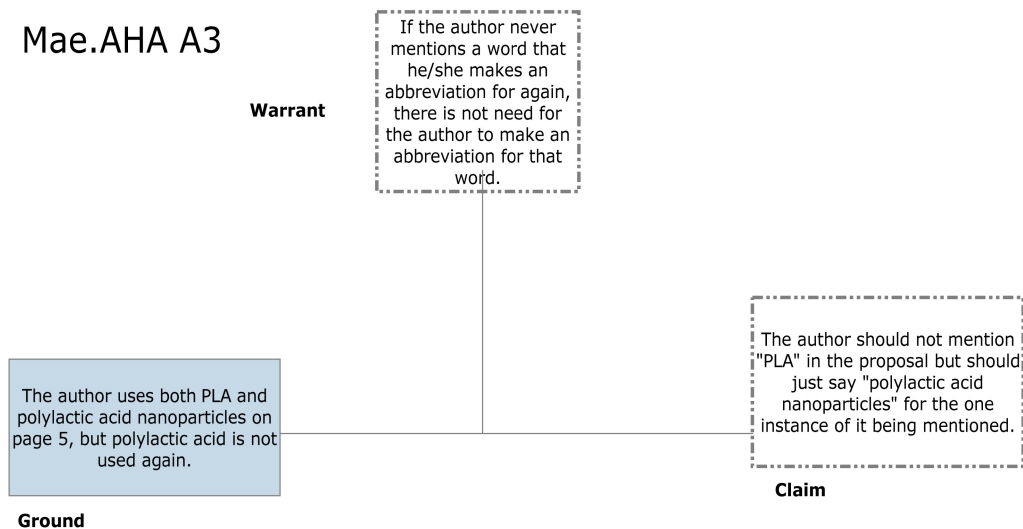 Mae.AHA A3
If the author never
mentions a word that
he/she makes an
abbreviation for again,
there is not need for
the author to make an
abbreviation for that
word.
Warrant
The author should not mention
"PLA" in the proposal but should
just say "polylactic acid
nanoparticles" for the one
instance of it being mentioned.
Claim
The author uses both PLA and
polylactic acid nanoparticles on
page 5, but polylactic acid is not
used again.
Ground